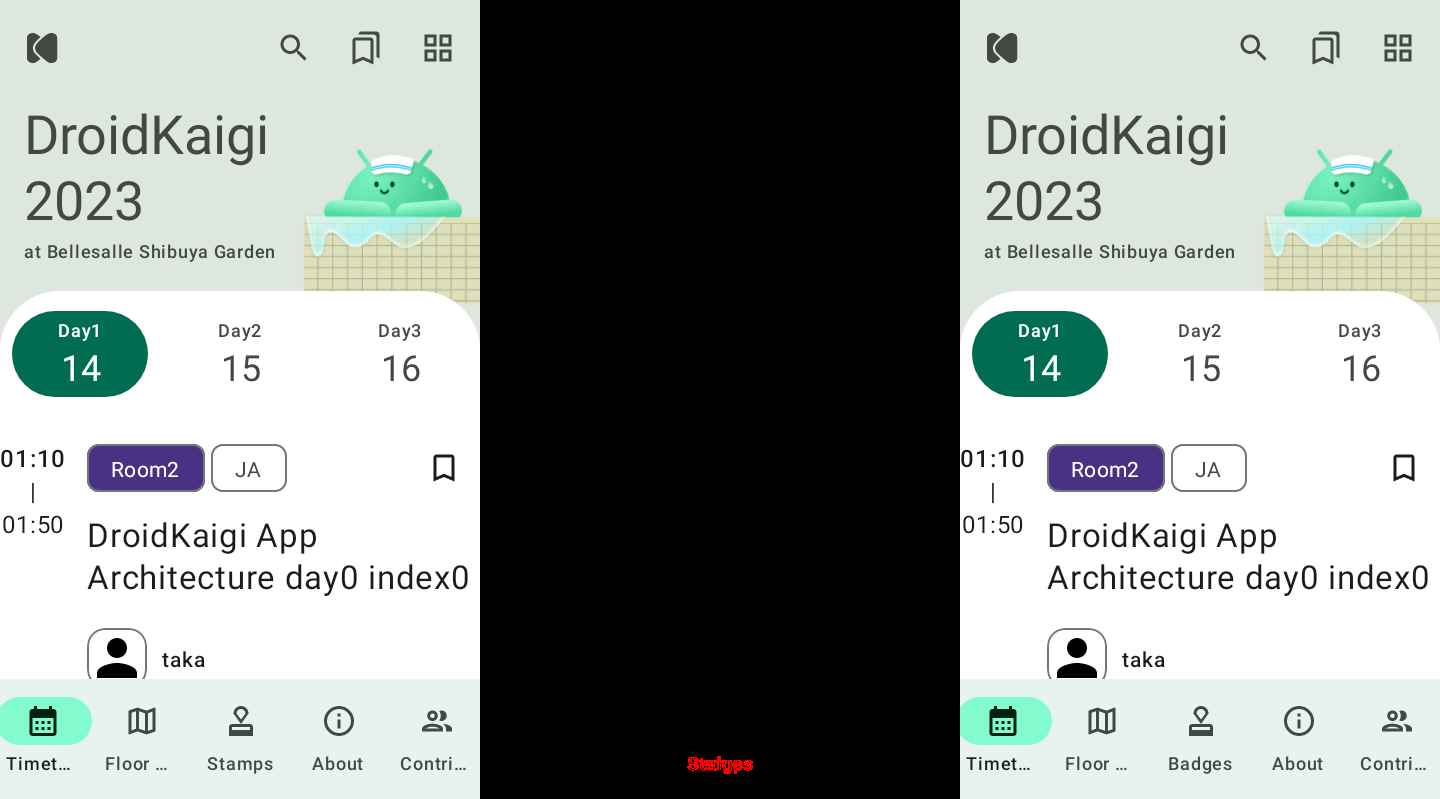 DroidKaigi
2023
at Bellesalle Shibuya Garden
Day1
14
Day2
15
Day3
16
01:10
|
01:50
Room2
JA
DroidKaigi App
Architecture day0 index0
taka
Timet...
Floor ...
Stamps
About
Contri...
DroidKaigi
2023
at Bellesalle Shibuya Garden
Day1
14
Day2
15
Day3
16
01:10
|
01:50
Room2
JA
DroidKaigi App
Architecture day0 index0
taka
Timet...
Floor ...
Badges
About
Contri...